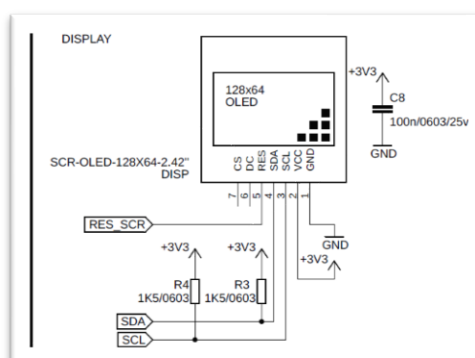 DISPLAY
128x64
OLED
+3V3
C8
100n/0603/25v
GND
SCR-OLED-128X64-2.42"
DISP
CS
DC
RES
SDA
SCL
VCC
GND
7
6
5
4
3
2
1
RES_SCR
GND
+3V3
+3V3
+3V3
R4
1K5/0603
R3
1K5/0603
SDA
SCL